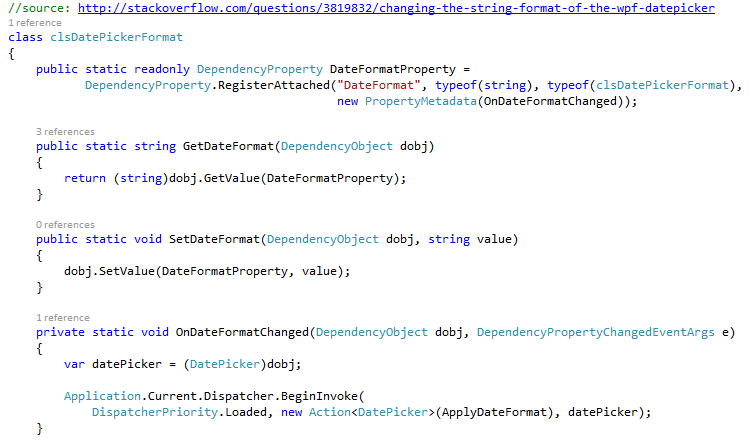 //source: http://stackoverflow.com/questions/3819832/changing-the-string-format-of-the-wpf-datepicker
1 reference
class clsDatePickerFormat
{
    public static readonly DependencyProperty DateFormatProperty =
           DependencyProperty.RegisterAttached("DateFormat", typeof(string), typeof(clsDatePickerFormat),
                                               new PropertyMetadata(OnDateFormatChanged));
    3 references
    public static string GetDateFormat(DependencyObject dobj)
    {
        return (string)dobj.GetValue(DateFormatProperty);
    }
    0 references
    public static void SetDateFormat(DependencyObject dobj, string value)
    {
        dobj.SetValue(DateFormatProperty, value);
    }
    1 reference
    private static void OnDateFormatChanged(DependencyObject dobj, DependencyPropertyChangedEventArgs e)
    {
        var datePicker = (DatePicker)dobj;
        Application.Current.Dispatcher.BeginInvoke(
            DispatcherPriority.Loaded, new Action<DatePicker>(ApplyDateFormat), datePicker);
    }